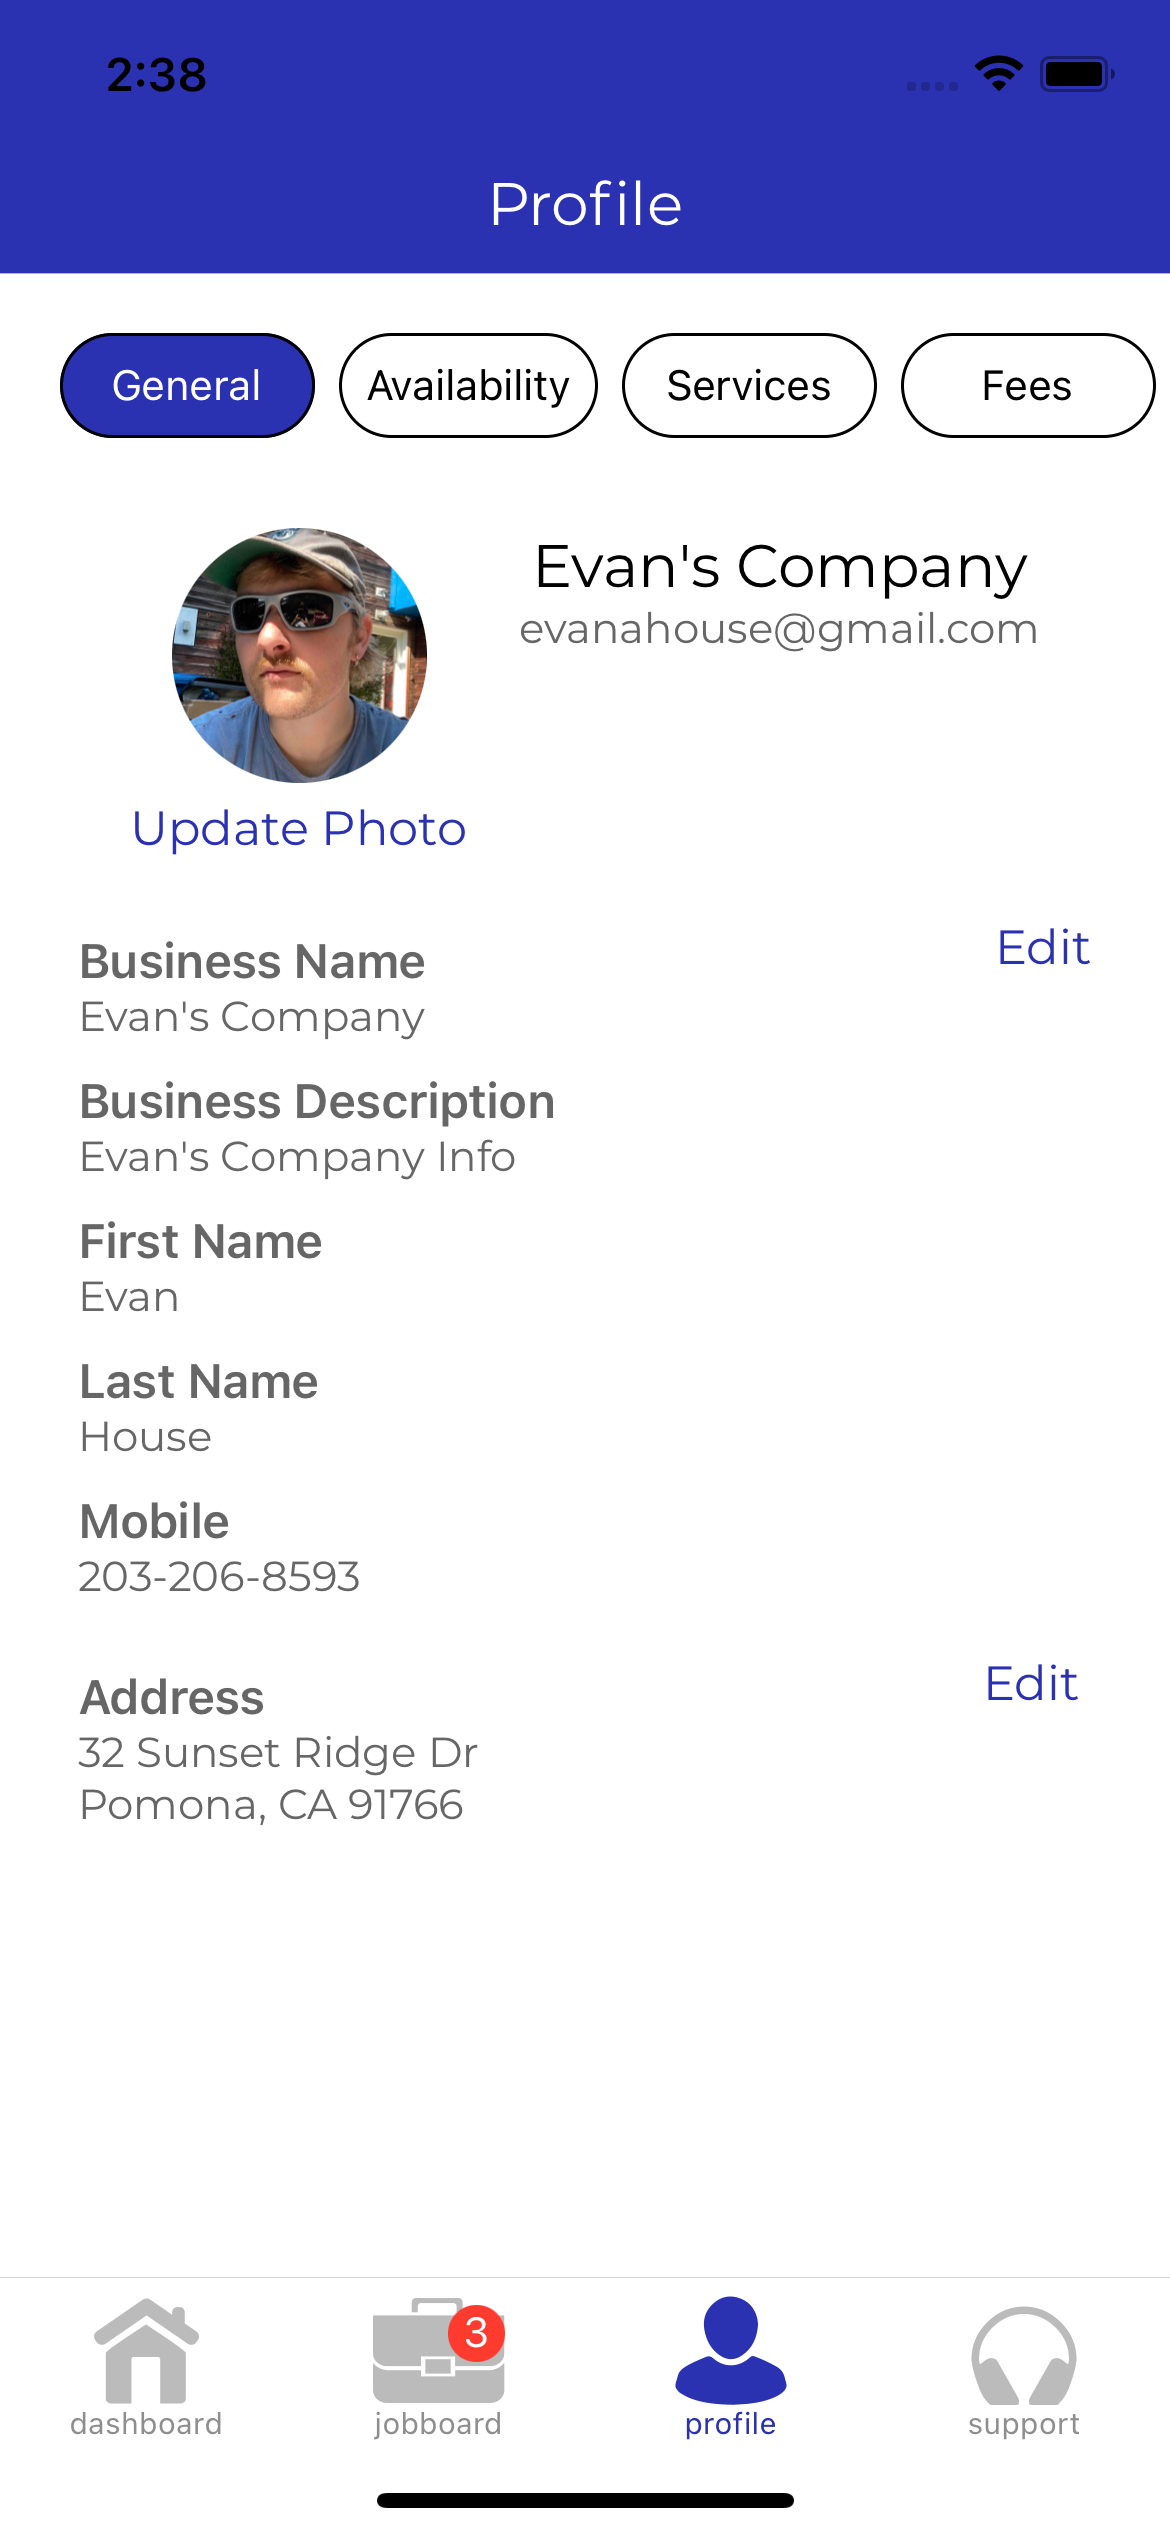 2:38
Profile
General Availability Services Fees
Evan's Company
evanahouse@gmail.com
Update Photo
Business Name
Edit
Evan's Company
Business Description
Evan's Company Info
First Name
Evan
Last Name
House
Mobile
203-206-8593
Address
Edit
32 Sunset Ridge Dr
Pomona, CA 91766
3
dashboard jobboard profile support